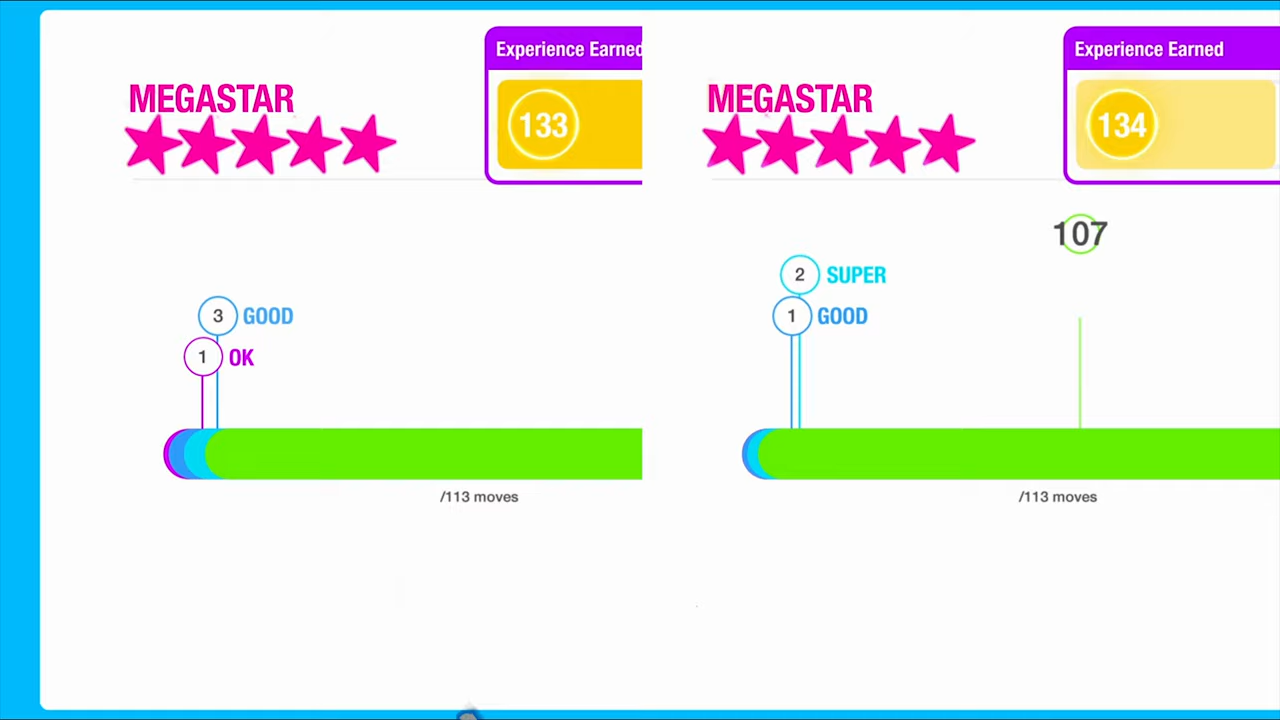 Experience Earned
MEGASTAR
133
3 GOOD
1 OK
/113 moves
Experience Earned
MEGASTAR
134
107
2 SUPER
1 GOOD
/113 moves